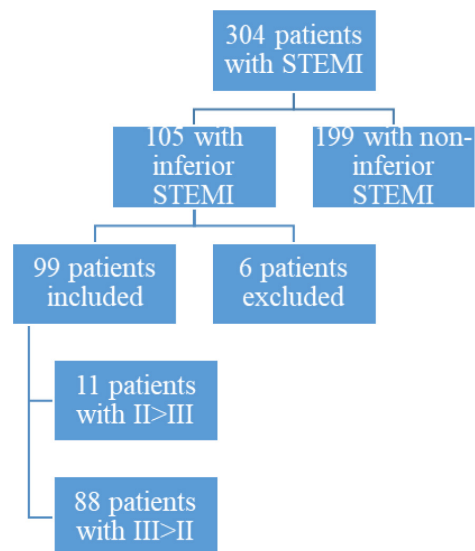 304 patients
with STEMI
105 with
inferior
STEMI
199 with non-
inferior
STEMI
99 patients
included
6 patients
excluded
11 patients
with II>III
88 patients
with III>II